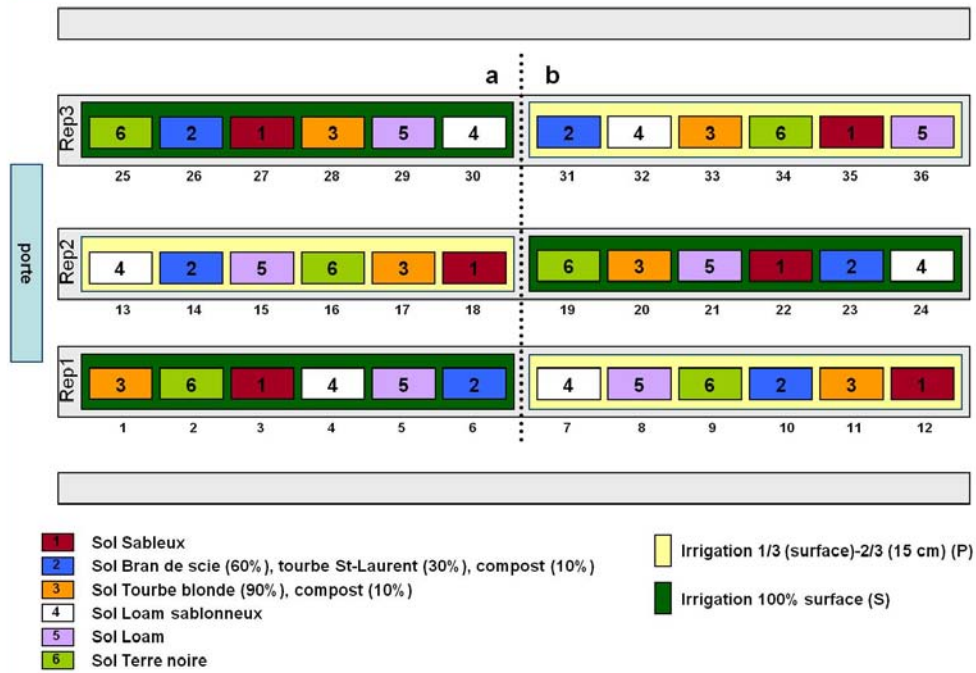 a b
Rep3 6 2 1 3 5 4 2 4 3 6 1 5
25 26 27 28 29 30 31 32 33 34 35 36
porte
Rep2 4 2 5 6 3 1 6 3 5 1 2 4
13 14 15 16 17 18 19 20 21 22 23 24
Rep1 3 6 1 4 5 2 4 5 6 2 3 1
1 2 3 4 5 6 7 8 9 10 11 12
1 Sol Sableux
2 Sol Bran de scie (60%), tourbe St-Laurent (30%), compost (10%)
3 Sol Tourbe blonde (90%), compost (10%)
4 Sol Loam sablonneux
5 Sol Loam
6 Sol Terre noire
Irrigation 1/3 (surface)-2/3 (15 cm) (P)
Irrigation 100% surface (S)